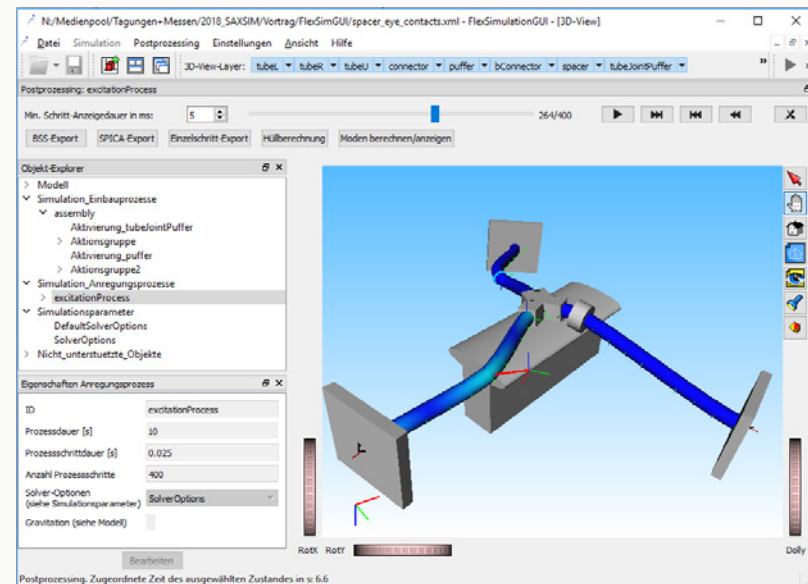 N:/Medienpool/Tagungen+Messen/2018_SAXSIM/Vortrag/FlexSimGUI/spacer_eye_contacts.xml - FlexSimulationGUI - [3D-View]
Datei Simulation Postprozessing Einstellungen Ansicht Hilfe
3D-View-Layer: tubeL tubeR tubeU connector puffer bConnector spacer tubeJointPuffer
Postprozessing: excitationProcess
Min. Schritt-Anzeigedauer in ms: 5 264/400
BSS-Export SPICA-Export Einzelschritt-Export Hüllberechnung Moden berechnen/anzeigen
Objekt-Explorer
Modell
Simulation_Einbauprozesse
assembly
Aktivierung_tubeJointPuffer
Aktionsgruppe
Aktivierung_puffer
Aktionsgruppe2
Simulation_Anregungsprozesse
excitationProcess
Simulationsparameter
DefaultSolverOptions
SolverOptions
Nicht_unterstuetzte_Objekte
Eigenschaften Anregungsprozess
ID excitationProcess
Prozessdauer [s] 10
Prozessschrittdauer [s] 0.025
Anzahl Prozessschritte 400
Solver-Optionen
(siehe Simulationsparameter) SolverOptions
Gravitation (siehe Modell)
Bearbeiten
RotX RotY Dolly
Postprozessing. Zugeordnete Zeit des ausgewählten Zustandes in s: 6.6